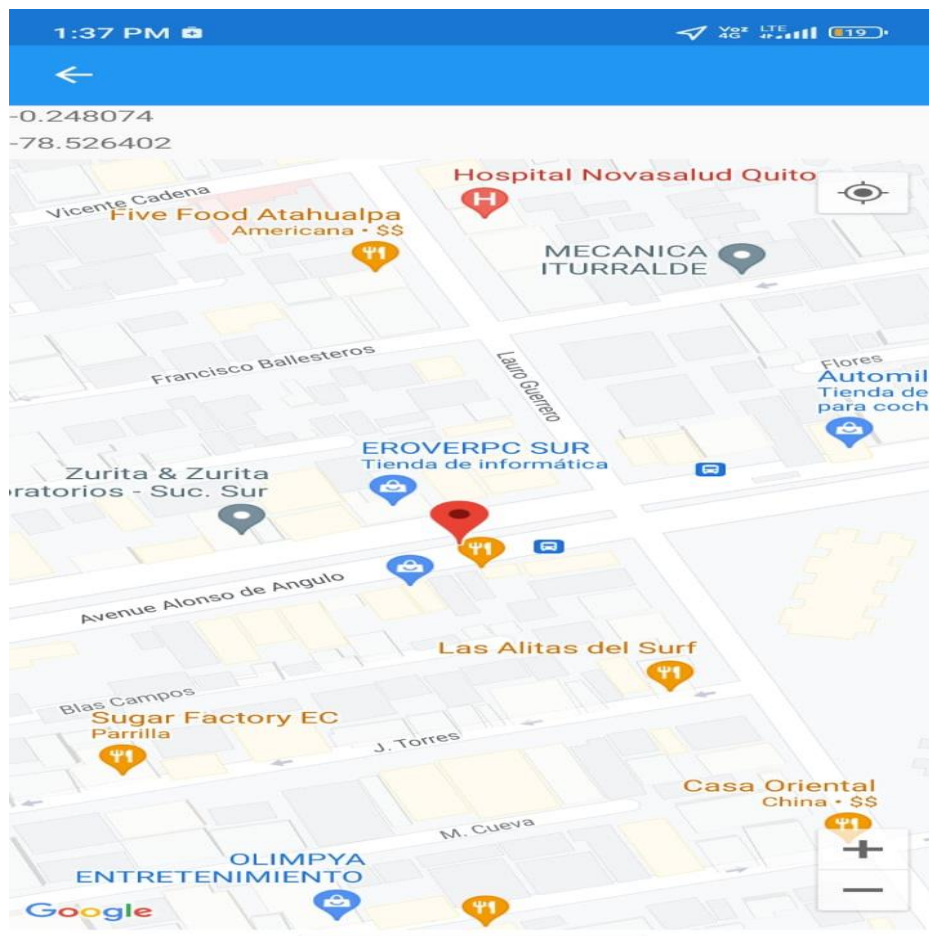 1:37 PM
Voz 4G LTE 19
-0.248074
-78.526402
Hospital Novasalud Quito
H
Vicente Cadena
Five Food Atahualpa
Americana • $$
MECANICA
ITURRALDE
Francisco Ballesteros
Lauro Guerrero
Flores
Automil
Tienda de
para coch
EROVERPC SUR
Tienda de informática
Zurita & Zurita
oratorios - Suc. Sur
Avenue Alonso de Angulo
Las Alitas del Surf
Blas Campos
Sugar Factory EC
Parrilla
J. Torres
Casa Oriental
China • $$
M. Cueva
OLIMPYA
ENTRETENIMIENTO
Google